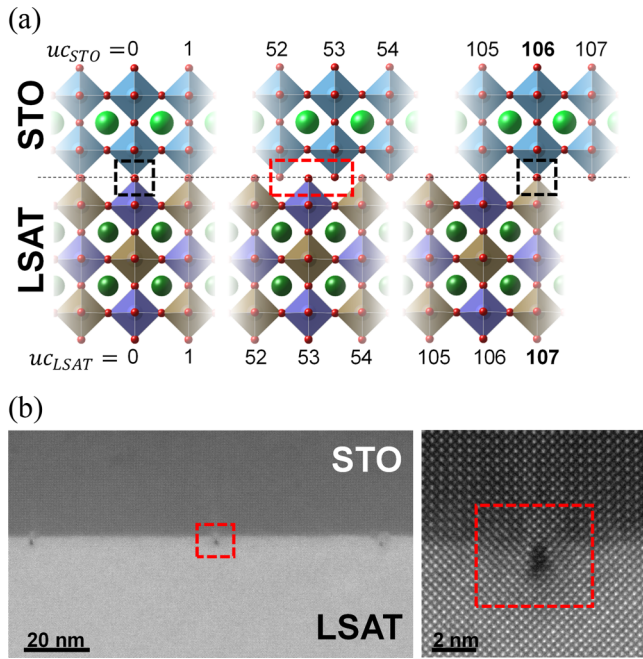 (a)
uc_STO = 0 1 52 53 54 105 106 107
STO
LSAT
uc_LSAT = 0 1 52 53 54 105 106 107
(b)
STO
LSAT
20 nm
2 nm